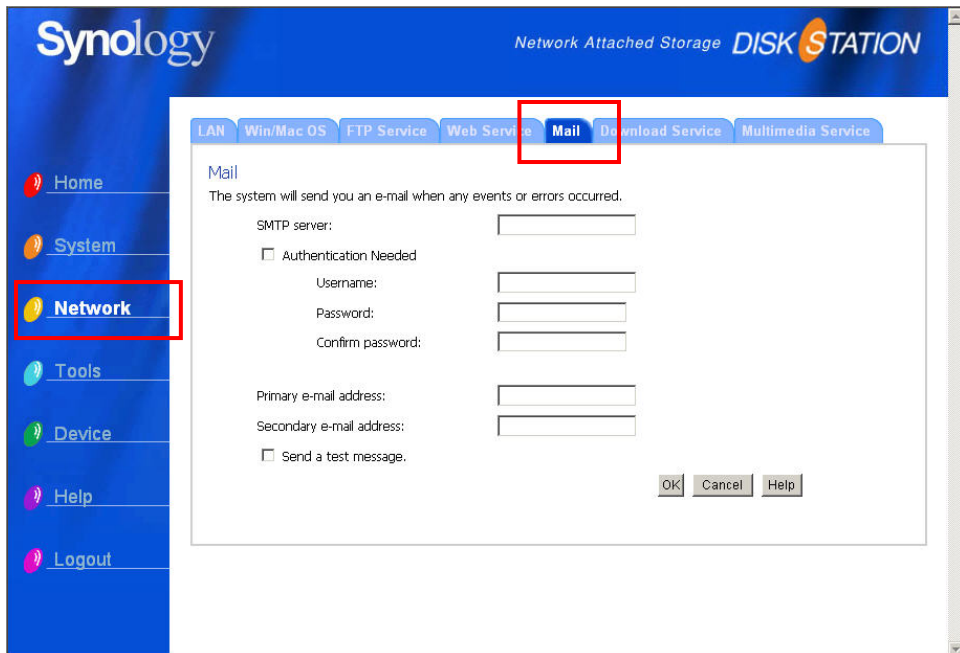 Synology
Network Attached Storage DISK STATION
LAN Win/Mac OS FTP Service Web Service Mail Download Service Multimedia Service
Home
System
Network
Tools
Device
Help
Logout
Mail
The system will send you an e-mail when any events or errors occurred.
SMTP server:
Authentication Needed
Username:
Password:
Confirm password:
Primary e-mail address:
Secondary e-mail address:
Send a test message.
OK Cancel Help